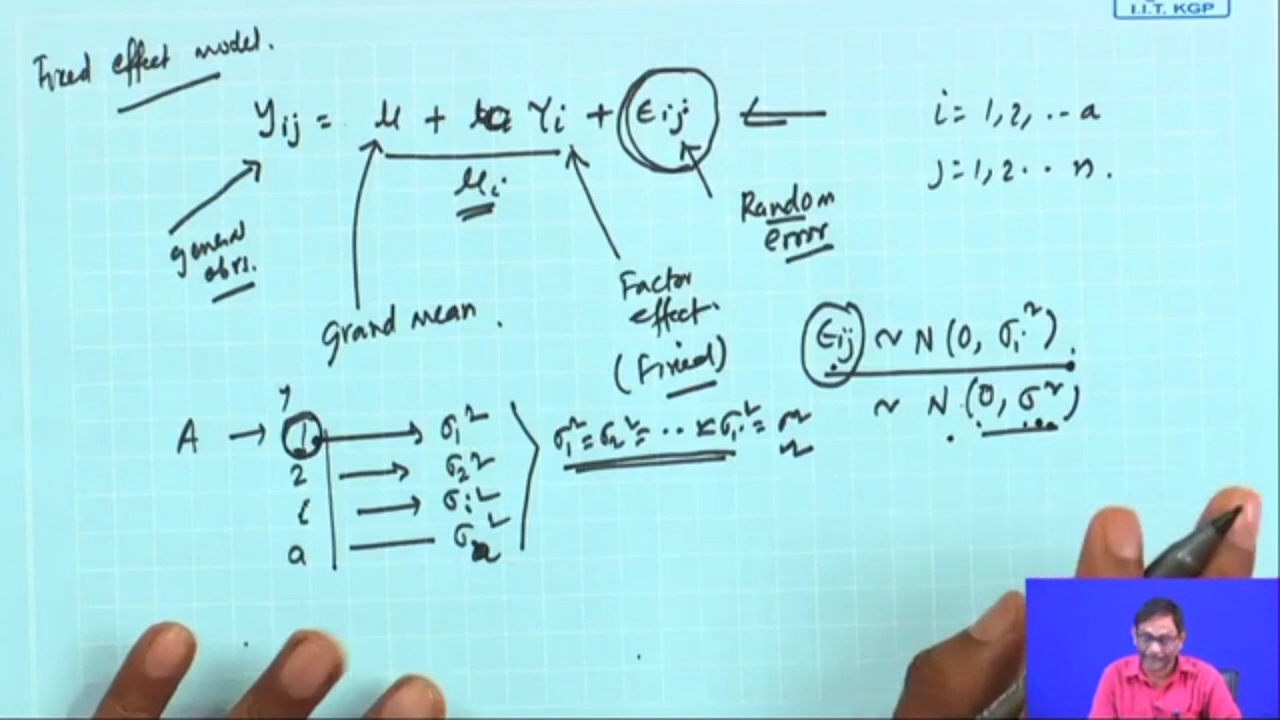 I.I.T. KGP
Fixed effect model.
yij = μ + τi + εij
i = 1, 2, .. a
j = 1, 2 .. n.
μi
general obs.
Grand mean.
Factor effect.
(Fixed)
Random error
εij ~ N (0, σi²).
~ N (0, σ²)
A → 1 → σ1²
2 → σ2²
i → σi²
a — σa²
σ1² = σ2² = .. = σi² = σ²